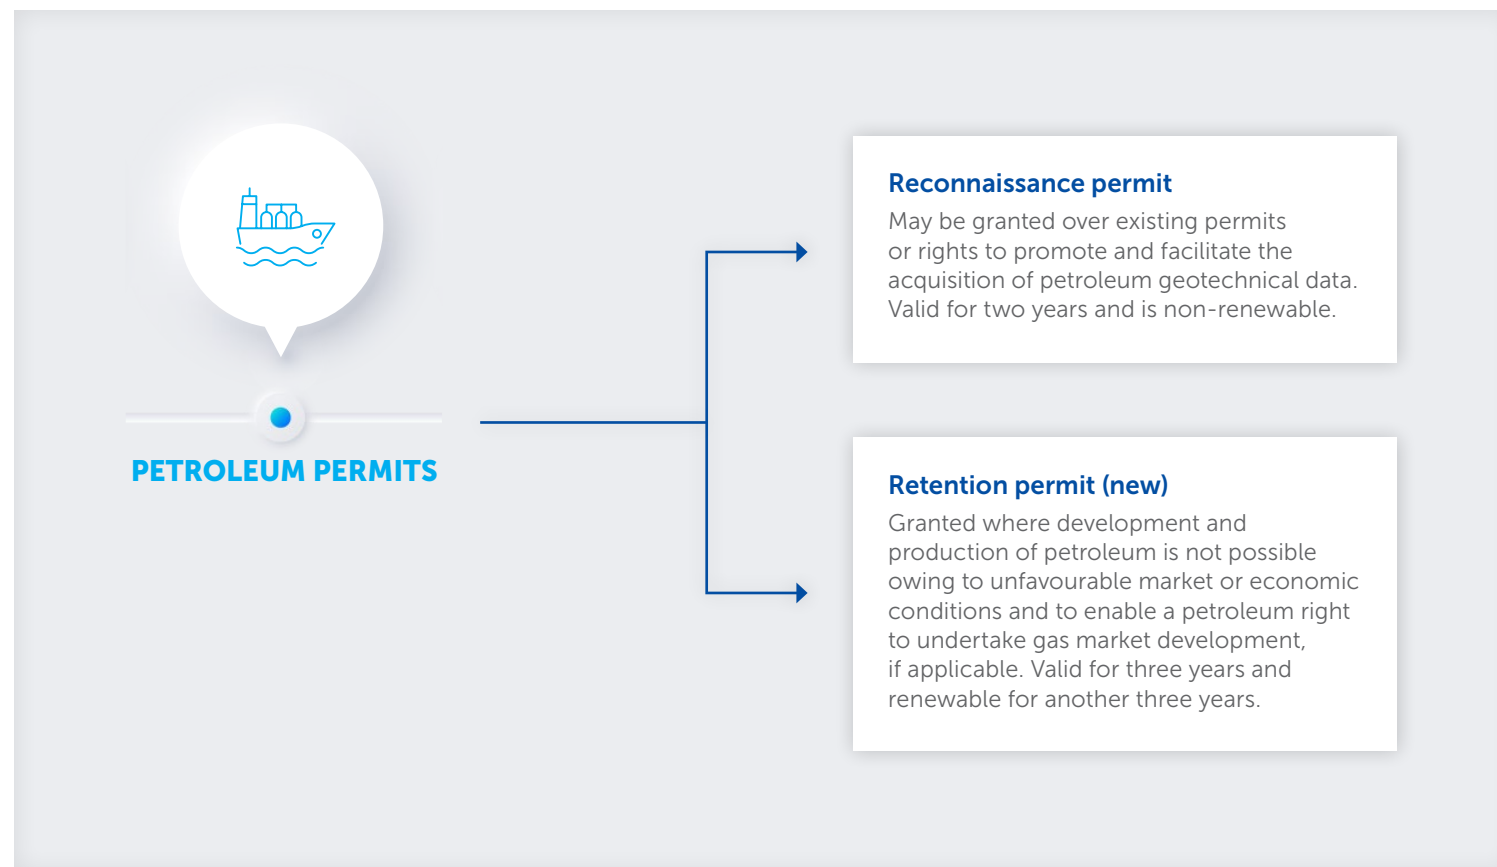 PETROLEUM PERMITS
Reconnaissance permit
May be granted over existing permits
or rights to promote and facilitate the
acquisition of petroleum geotechnical data.
Valid for two years and is non-renewable.
Retention permit (new)
Granted where development and
production of petroleum is not possible
owing to unfavourable market or economic
conditions and to enable a petroleum right
to undertake gas market development,
if applicable. Valid for three years and
renewable for another three years.